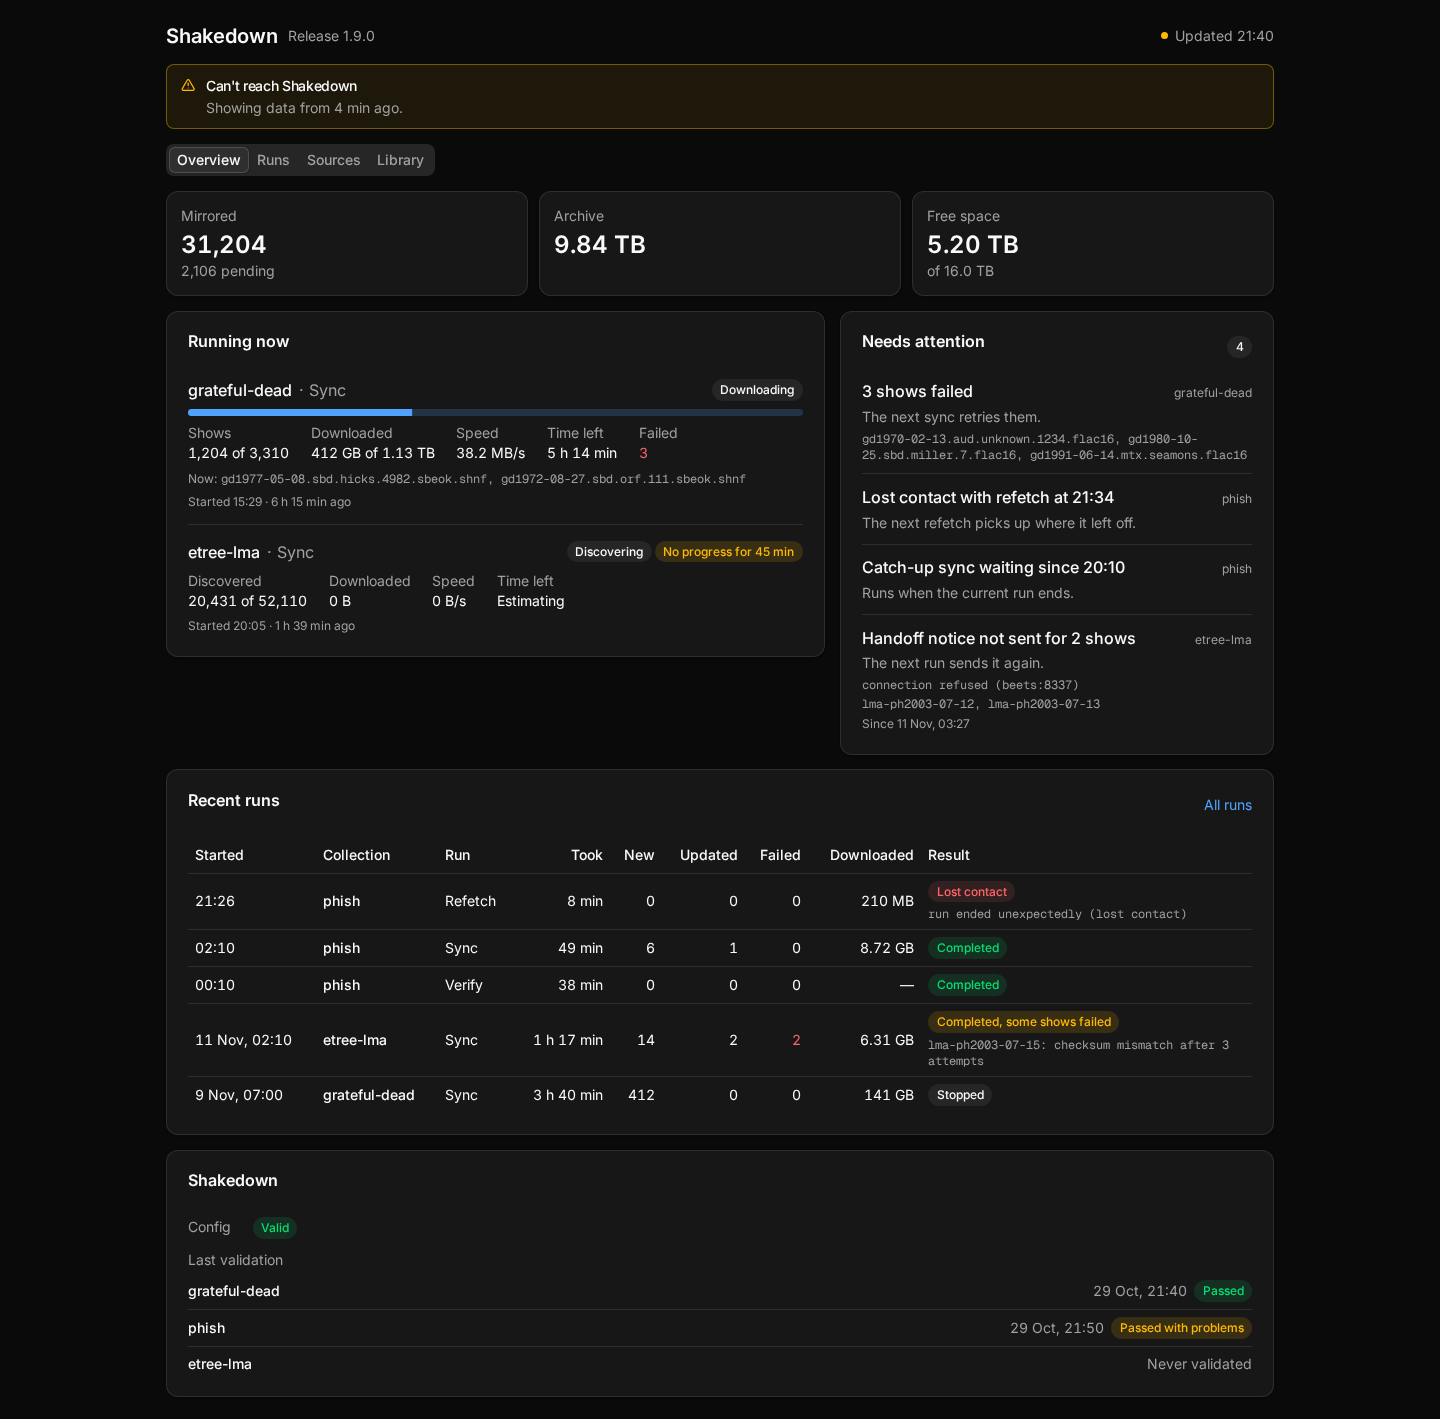 Shakedown Release 1.9.0
Updated 21:40
Can't reach Shakedown
Showing data from 4 min ago.
Overview Runs Sources Library
Mirrored
31,204
2,106 pending
Archive
9.84 TB
Free space
5.20 TB
of 16.0 TB
Running now
grateful-dead · Sync Downloading
Shows Downloaded Speed Time left Failed
1,204 of 3,310 412 GB of 1.13 TB 38.2 MB/s 5 h 14 min 3
Now: gd1977-05-08.sbd.hicks.4982.sbeok.shnf, gd1972-08-27.sbd.orf.111.sbeok.shnf
Started 15:29 · 6 h 15 min ago
etree-lma · Sync Discovering No progress for 45 min
Discovered Downloaded Speed Time left
20,431 of 52,110 0 B 0 B/s Estimating
Started 20:05 · 1 h 39 min ago
Needs attention 4
3 shows failed grateful-dead
The next sync retries them.
gd1970-02-13.aud.unknown.1234.flac16, gd1980-10-
25.sbd.miller.7.flac16, gd1991-06-14.mtx.seamons.flac16
Lost contact with refetch at 21:34 phish
The next refetch picks up where it left off.
Catch-up sync waiting since 20:10 phish
Runs when the current run ends.
Handoff notice not sent for 2 shows etree-lma
The next run sends it again.
connection refused (beets:8337)
lma-ph2003-07-12, lma-ph2003-07-13
Since 11 Nov, 03:27
Recent runs All runs
Started Collection Run Took New Updated Failed Downloaded Result
21:26 phish Refetch 8 min 0 0 0 210 MB Lost contact
run ended unexpectedly (lost contact)
02:10 phish Sync 49 min 6 1 0 8.72 GB Completed
00:10 phish Verify 38 min 0 0 0 — Completed
11 Nov, 02:10 etree-lma Sync 1 h 17 min 14 2 2 6.31 GB Completed, some shows failed
lma-ph2003-07-15: checksum mismatch after 3
attempts
9 Nov, 07:00 grateful-dead Sync 3 h 40 min 412 0 0 141 GB Stopped
Shakedown
Config Valid
Last validation
grateful-dead 29 Oct, 21:40 Passed
phish 29 Oct, 21:50 Passed with problems
etree-lma Never validated